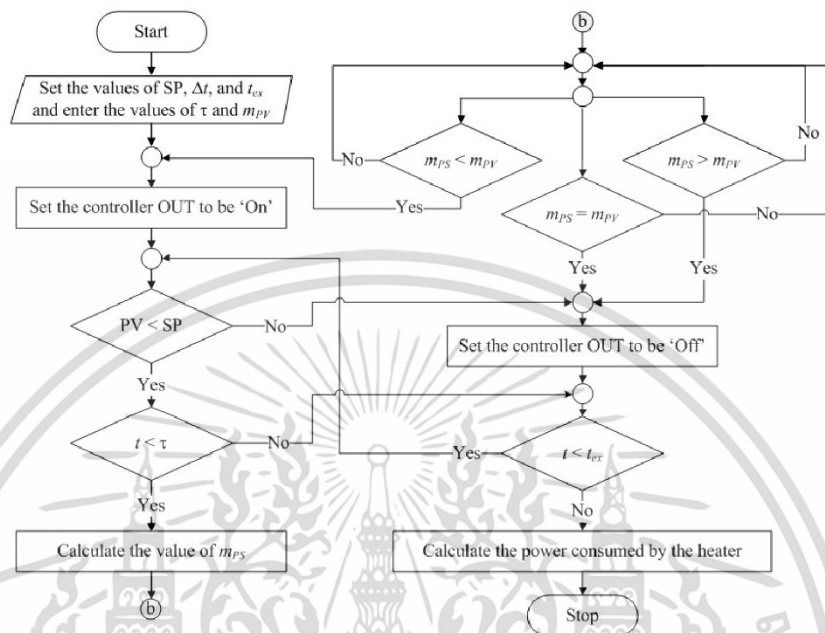 Start
Set the values of SP, Δt, and t_ex
and enter the values of τ and m_PV
Set the controller OUT to be ‘On’
PV < SP
No
Yes
t < τ
No
Yes
Calculate the value of m_PS
b
b
m_PS < m_PV
No
Yes
m_PS = m_PV
No
Yes
m_PS > m_PV
No
Yes
Set the controller OUT to be ‘Off’
t < t_ex
Yes
No
Calculate the power consumed by the heater
Stop